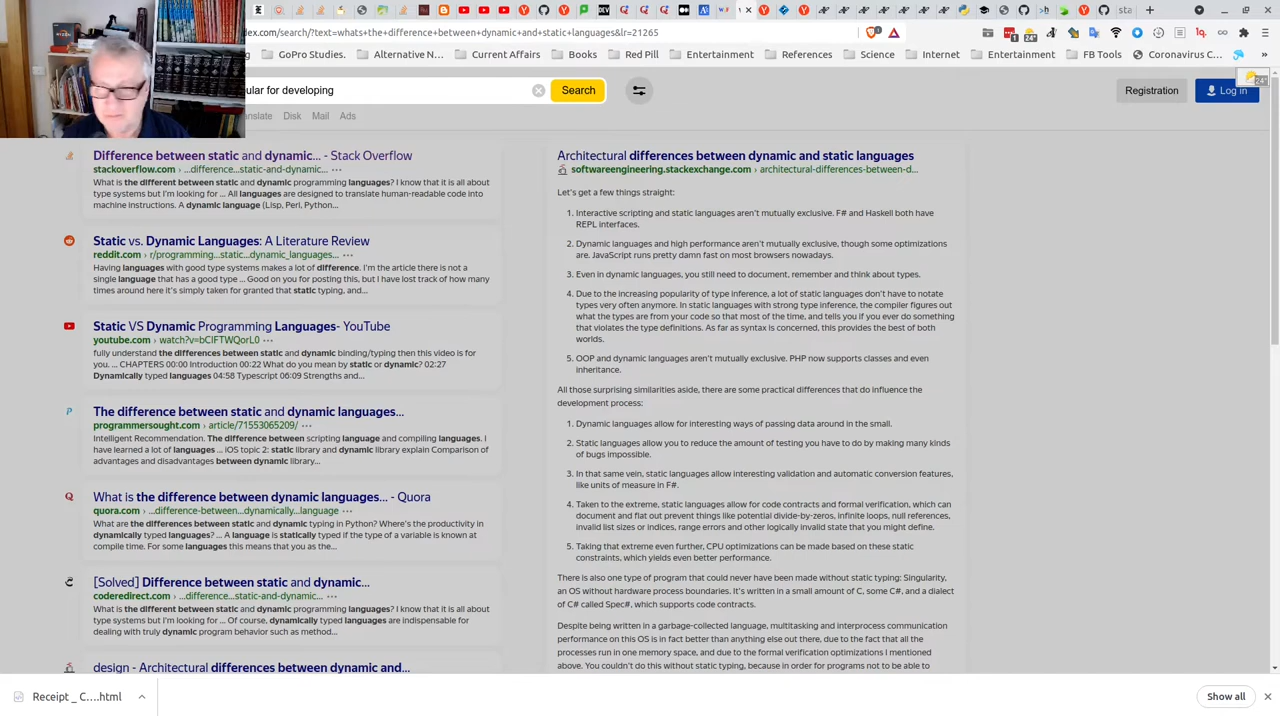 dex.com/search/?text=whats+the+difference+between+dynamic+and+static+languages&lr=21265
GoPro Studies.
Alternative N...
Current Affairs
Books
Red Pill
Entertainment
References
Science
Internet
Entertainment
FB Tools
Coronavirus C...
ular for developing
Search
Registration
Log in
anslate
Disk
Mail
Ads
Difference between static and dynamic... - Stack Overflow
stackoverflow.com › ...difference...static-and-dynamic...
What is the different between static and dynamic programming languages? I know that it is all about
type systems but I'm looking for ... All languages are designed to translate human-readable code into
machine instructions. A dynamic language (Lisp, Perl, Python...
Static vs. Dynamic Languages: A Literature Review
reddit.com › r/programming...static...dynamic_languages...
Having languages with good type systems makes a lot of difference. I'm the article there is not a
single language that has a good type ... Good on you for posting this, but I have lost track of how many
times around here it's simply taken for granted that static typing, and...
Static VS Dynamic Programming Languages- YouTube
youtube.com › watch?v=bCIFTWQorL0
fully understand the differences between static and dynamic binding/typing then this video is for
you. ... CHAPTERS 00:00 Introduction 00:22 What do you mean by static or dynamic? 02:27
Dynamically typed languages 04:58 Typescript 06:09 Strengths and...
The difference between static and dynamic languages...
programmersought.com › article/71553065209/
Intelligent Recommendation. The difference between scripting language and compiling languages. i
have learned a lot of languages ... iOS topic 2: static library and dynamic library explain Comparison of
advantages and disadvantages between dynamic library...
What is the difference between dynamic languages... - Quora
quora.com › ...difference-between...dynamically...language
What are the differences between static and dynamic typing in Python? Where's the productivity in
dynamically typed languages? ... A language is statically typed if the type of a variable is known at
compile time. For some languages this means that you as the...
[Solved] Difference between static and dynamic...
coderedirect.com › ...difference...static-and-dynamic...
What is the different between static and dynamic programming languages? I know that it is all about
type systems but I'm looking for ... Of course, dynamically typed languages are indispensable for
dealing with truly dynamic program behavior such as method...
design - Architectural differences between dynamic and...
Architectural differences between dynamic and static languages
softwareengineering.stackexchange.com › architectural-differences-between-d...
Let's get a few things straight:
1. Interactive scripting and static languages aren't mutually exclusive. F# and Haskell both have
REPL interfaces.
2. Dynamic languages and high performance aren't mutually exclusive, though some optimizations
are. JavaScript runs pretty damn fast on most browsers nowadays.
3. Even in dynamic languages, you still need to document, remember and think about types.
4. Due to the increasing popularity of type inference, a lot of static languages don't have to notate
types very often anymore. In static languages with strong type inference, the compiler figures out
what the types are from your code so that most of the time, and tells you if you ever do something
that violates the type definitions. As far as syntax is concerned, this provides the best of both
worlds.
5. OOP and dynamic languages aren't mutually exclusive. PHP now supports classes and even
inheritance.
All those surprising similarities aside, there are some practical differences that do influence the
development process:
1. Dynamic languages allow for interesting ways of passing data around in the small.
2. Static languages allow you to reduce the amount of testing you have to do by making many kinds
of bugs impossible.
3. In that same vein, static languages allow interesting validation and automatic conversion features,
like units of measure in F#.
4. Taken to the extreme, static languages allow for code contracts and formal verification, which can
document and flat out prevent things like potential divide-by-zeros, infinite loops, null references,
invalid list sizes or indices, range errors and other logically invalid state that you might define.
5. Taking that extreme even further, CPU optimizations can be made based on these static
constraints, which yields even better performance.
There is also one type of program that could never have been made without static typing: Singularity,
an OS without hardware process boundaries. It's written in a small amount of C, some C#, and a dialect
of C# called Spec#, which supports code contracts.
Despite being written in a garbage-collected language, multitasking and interprocess communication
performance on this OS is in fact better than anything else out there, due to the fact that all the
processes run in one memory space, and due to the formal verification optimizations I mentioned
above. You couldn't do this without static typing, because in order for programs not to be able to
Receipt _ C....html
Show all